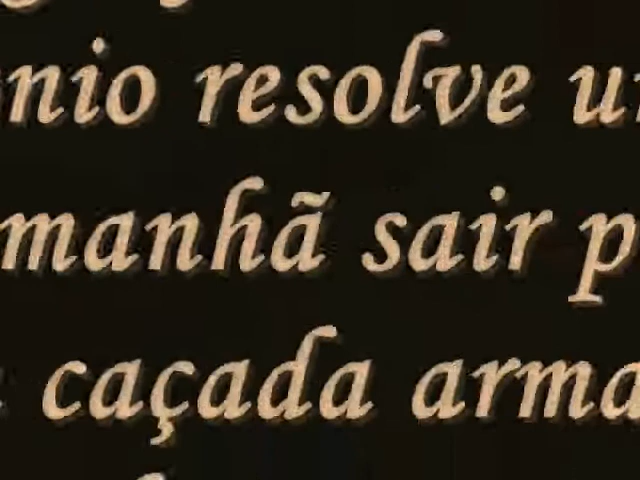 nio resolve u
manhã sair p
caçada arma